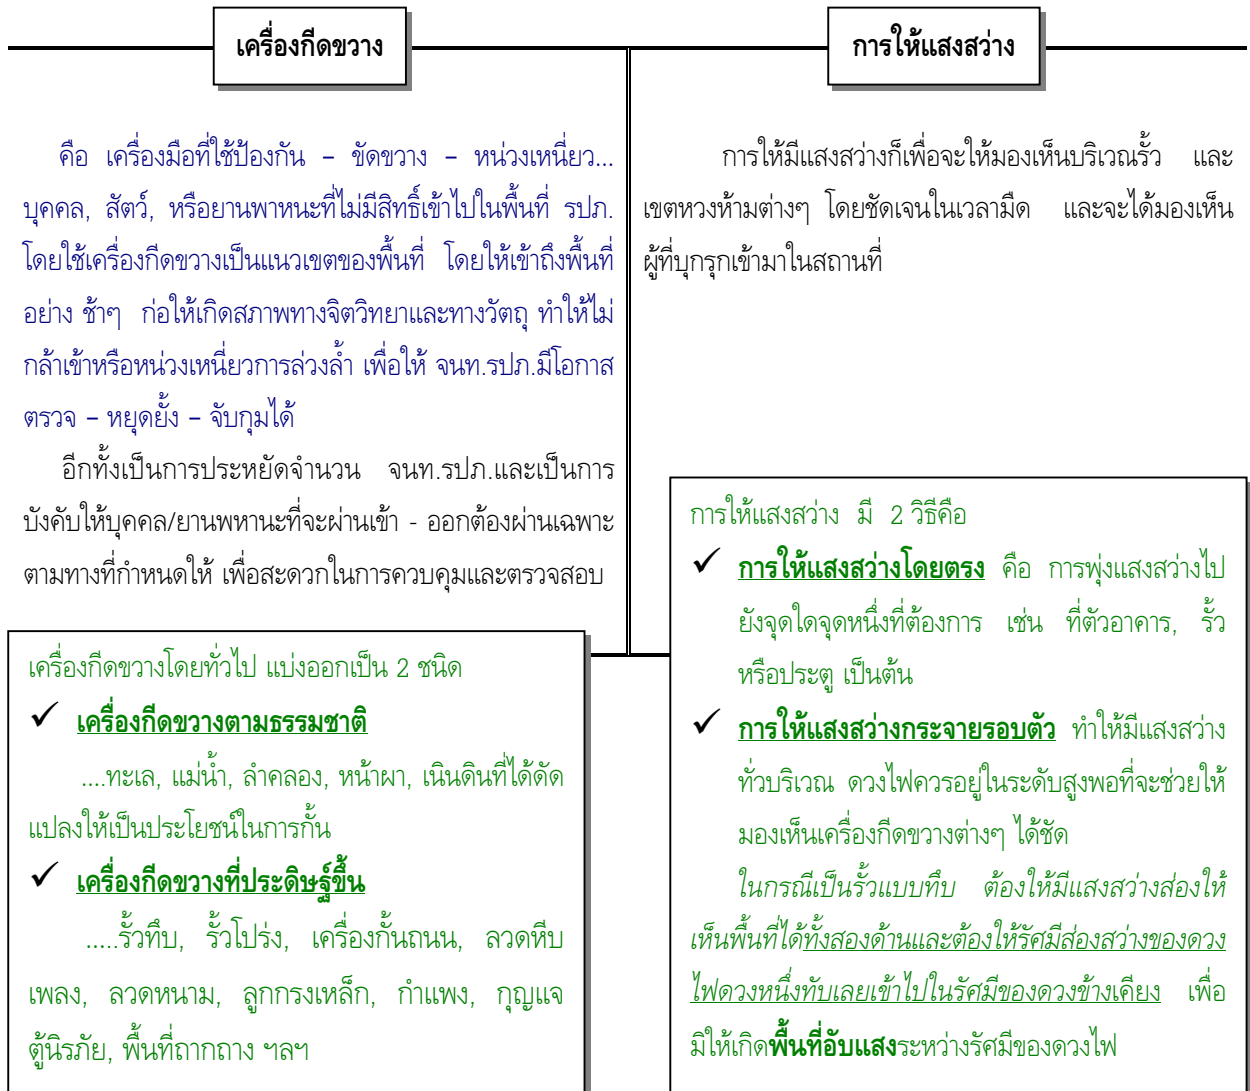 เครื่องกีดขวาง
คือ เครื่องมือที่ใช้ป้องกัน – ขัดขวาง – หน่วงเหนี่ยว...
บุคคล, สัตว์, หรือยานพาหนะที่ไม่มีสิทธิ์เข้าไปในพื้นที่ รปภ.
โดยใช้เครื่องกีดขวางเป็นแนวเขตของพื้นที่ โดยให้เข้าถึงพื้นที่
อย่าง ช้าๆ ก่อให้เกิดสภาพทางจิตวิทยาและทางวัตถุ ทำให้ไม่
กล้าเข้าหรือหน่วงเหนี่ยวการล่วงล้ำ เพื่อให้ จนท.รปภ.มีโอกาส
ตรวจ – หยุดยั้ง – จับกุมได้
อีกทั้งเป็นการประหยัดจำนวน จนท.รปภ.และเป็นการ
บังคับให้บุคคล/ยานพหานะที่จะผ่านเข้า - ออกต้องผ่านเฉพาะ
ตามทางที่กำหนดให้ เพื่อสะดวกในการควบคุมและตรวจสอบ
เครื่องกีดขวางโดยทั่วไป แบ่งออกเป็น 2 ชนิด
✓ เครื่องกีดขวางตามธรรมชาติ
....ทะเล, แม่น้ำ, ลำคลอง, หน้าผา, เนินดินที่ได้ดัด
แปลงให้เป็นประโยชน์ในการกั้น
✓ เครื่องกีดขวางที่ประดิษฐ์ขึ้น
.....รั้วทึบ, รั้วโปร่ง, เครื่องกั้นถนน, ลวดหีบ
เพลง, ลวดหนาม, ลูกกรงเหล็ก, กำแพง, กุญแจ
ตู้นิรภัย, พื้นที่ถากถาง ฯลฯ
การให้แสงสว่าง
การให้มีแสงสว่างก็เพื่อจะให้มองเห็นบริเวณรั้ว และ
เขตหวงห้ามต่างๆ โดยชัดเจนในเวลามืด และจะได้มองเห็น
ผู้ที่บุกรุกเข้ามาในสถานที่
การให้แสงสว่าง มี 2 วิธีคือ
✓ การให้แสงสว่างโดยตรง คือ การพุ่งแสงสว่างไป
ยังจุดใดจุดหนึ่งที่ต้องการ เช่น ที่ตัวอาคาร, รั้ว
หรือประตู เป็นต้น
✓ การให้แสงสว่างกระจายรอบตัว ทำให้มีแสงสว่าง
ทั่วบริเวณ ดวงไฟควรอยู่ในระดับสูงพอที่จะช่วยให้
มองเห็นเครื่องกีดขวางต่างๆ ได้ชัด
ในกรณีเป็นรั้วแบบทึบ ต้องให้มีแสงสว่างส่องให้
เห็นพื้นที่ได้ทั้งสองด้านและต้องให้รัศมีส่องสว่างของดวง
ไฟดวงหนึ่งทับเลยเข้าไปในรัศมีของดวงข้างเคียง เพื่อ
มิให้เกิดพื้นที่อับแสงระหว่างรัศมีของดวงไฟ